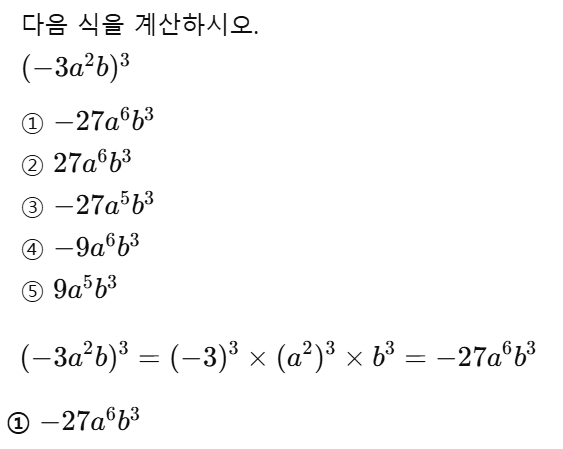 다음 식을 계산하시오.
(−3a²b)³
① −27a⁶b³
② 27a⁶b³
③ −27a⁵b³
④ −9a⁶b³
⑤ 9a⁵b³
(−3a²b)³ = (−3)³ × (a²)³ × b³ = −27a⁶b³
① −27a⁶b³